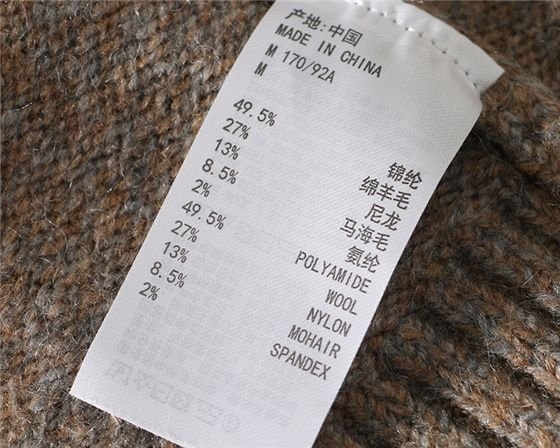 产地:中国
MADE IN CHINA
M 170/92A
M
49.5% 锦纶
27% 绵羊毛
13% 尼龙
8.5% 马海毛
2% 氨纶
49.5% POLYAMIDE
27% WOOL
13% NYLON
8.5% MOHAIR
2% SPANDEX